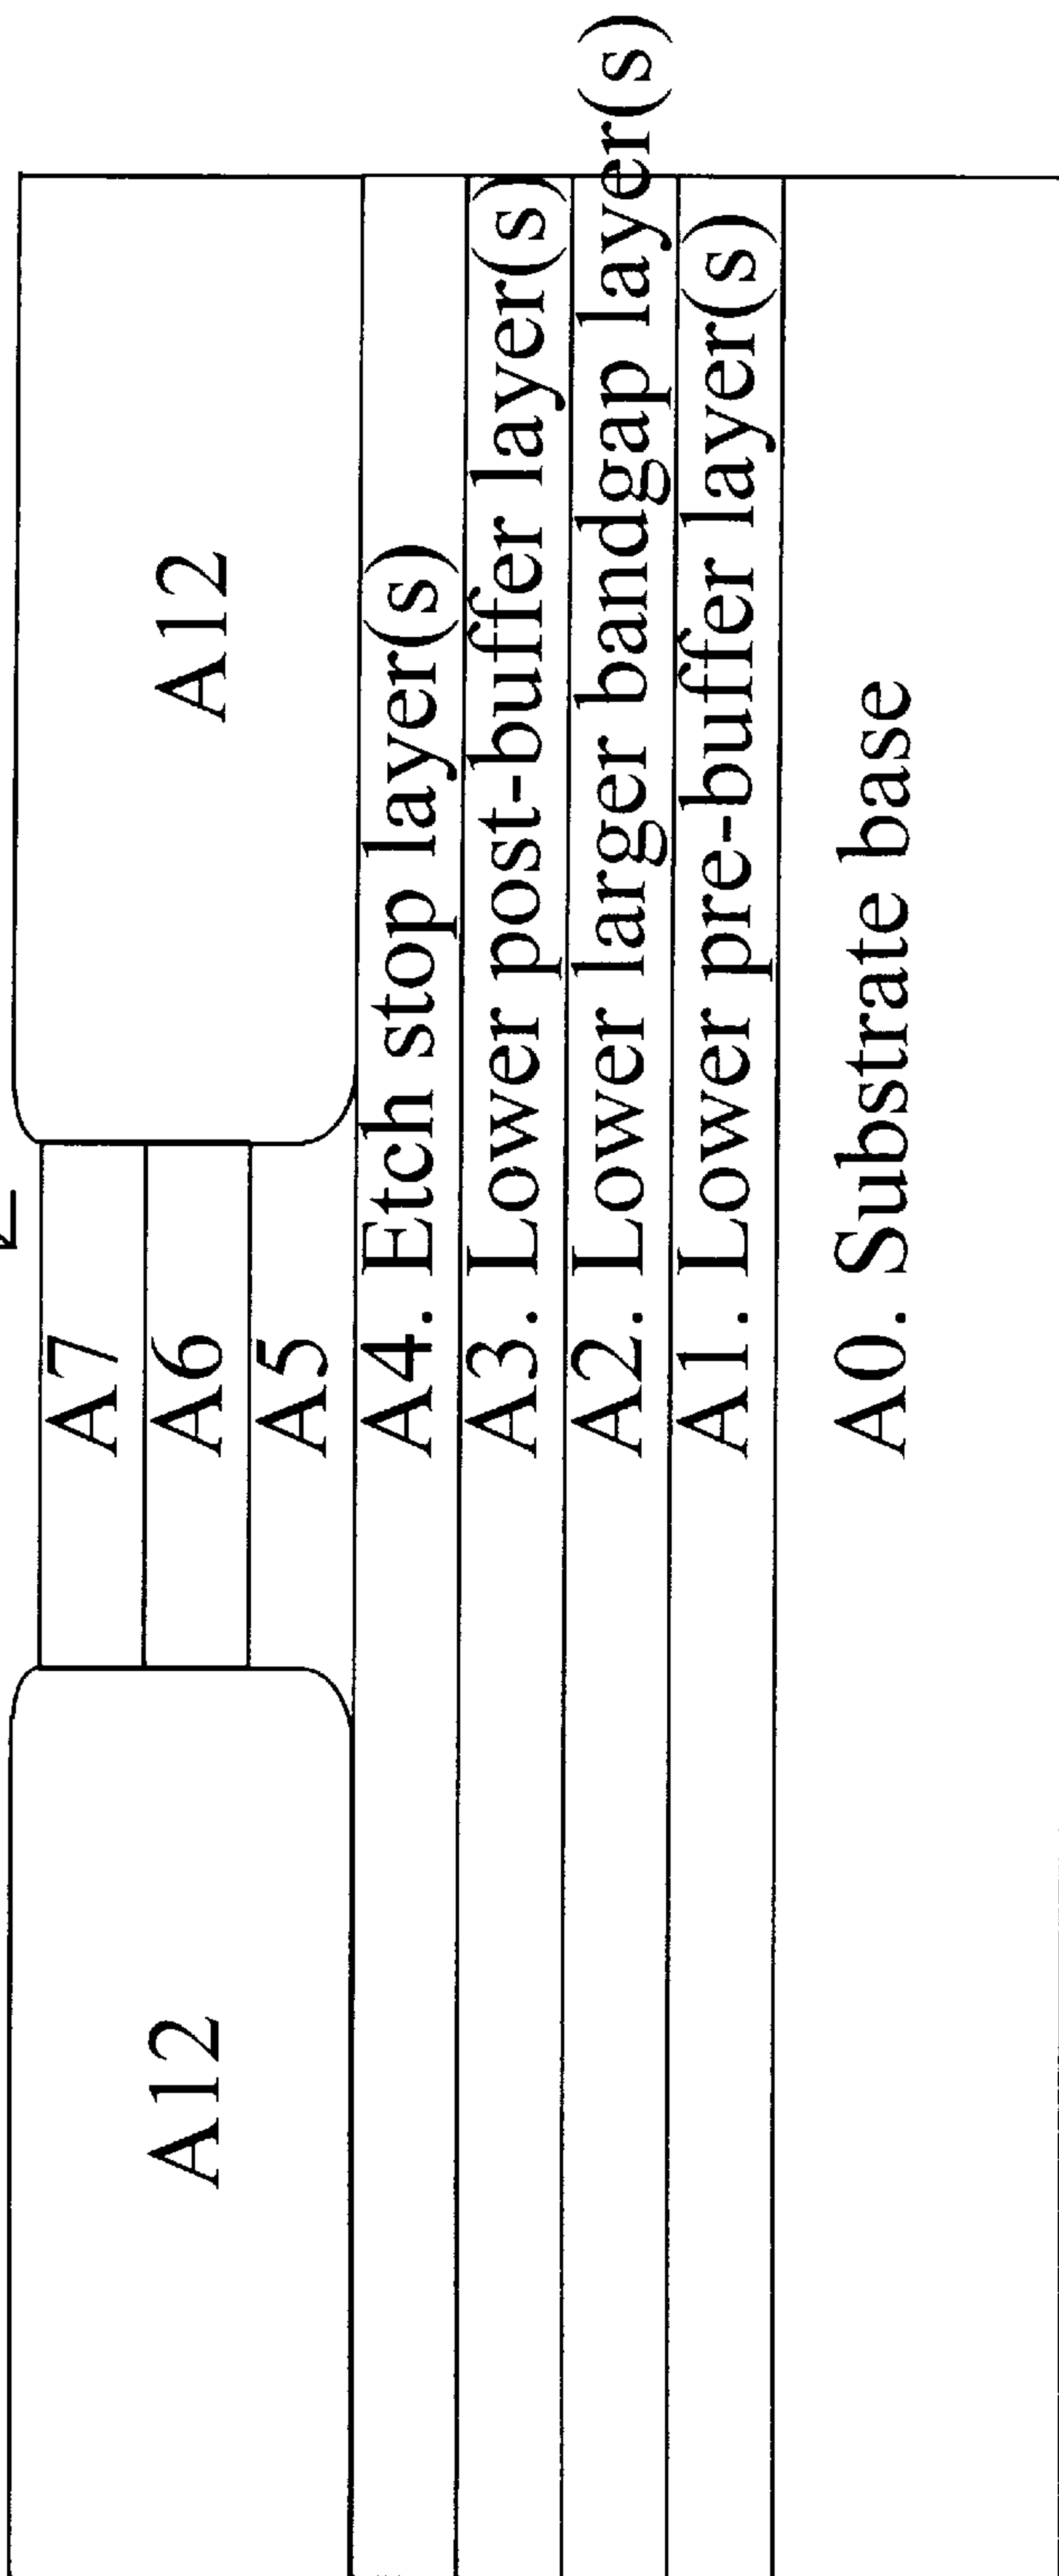 A12
A12
A7
A6
A5
A4. Etch stop layer(s)
A3. Lower post-buffer layer(s)
A2. Lower larger bandgap layer(s)
A1. Lower pre-buffer layer(s)
A0. Substrate base